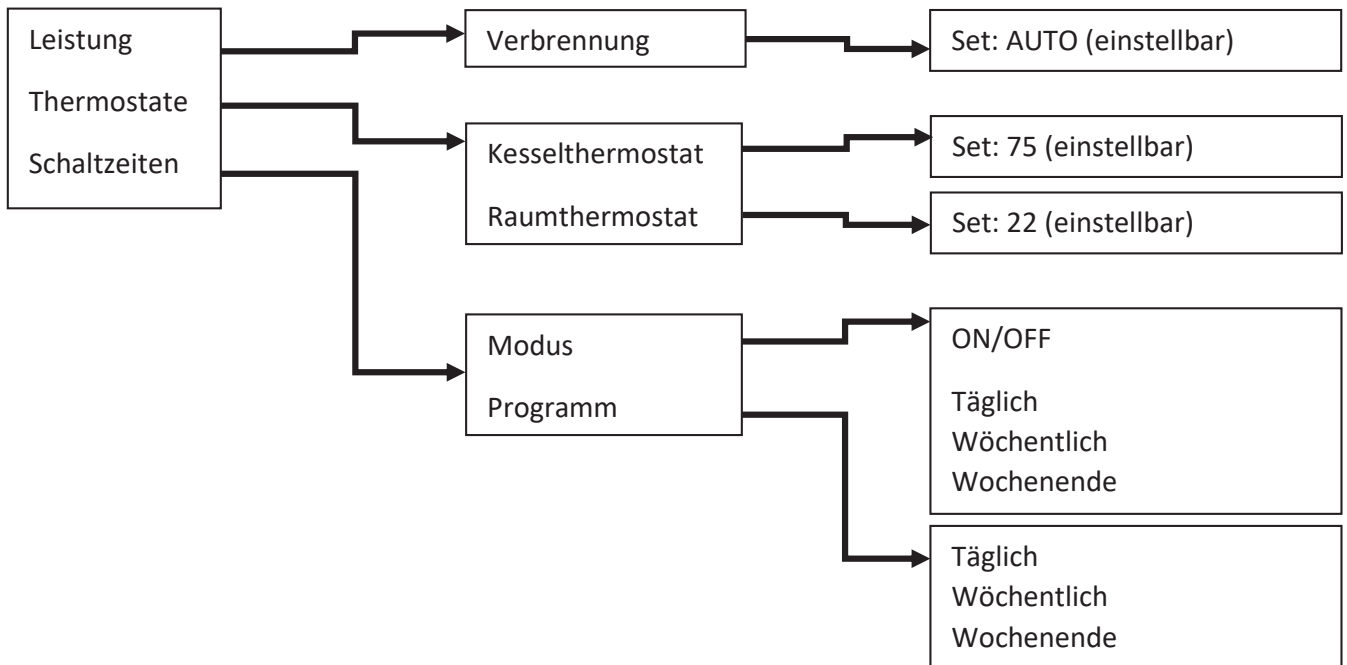 Leistung
Thermostate
Schaltzeiten
Verbrennung
Set: AUTO (einstellbar)
Kesselthermostat
Raumthermostat
Set: 75 (einstellbar)
Set: 22 (einstellbar)
Modus
Programm
ON/OFF
Täglich
Wöchentlich
Wochenende
Täglich
Wöchentlich
Wochenende